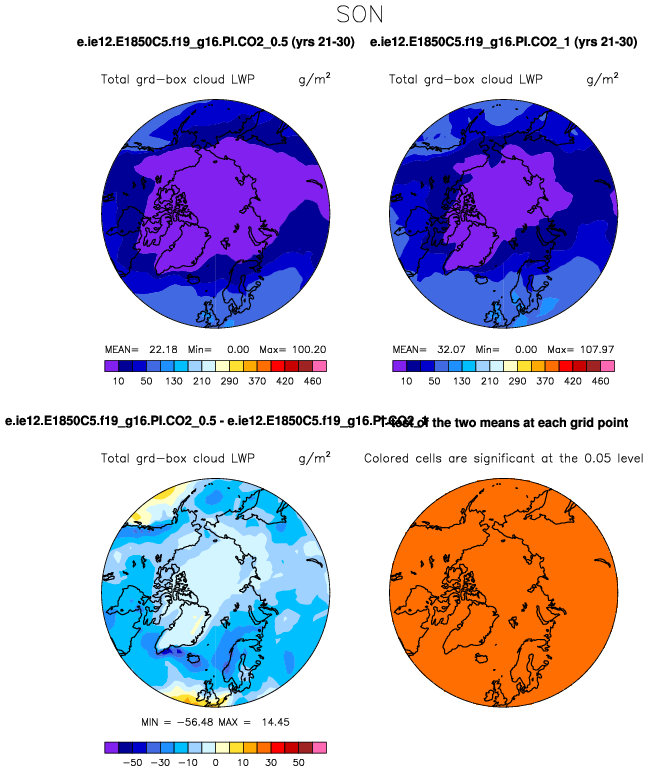 SON
e.ie12.E1850C5.f19_g16.PI.CO2_0.5 (yrs 21-30)
e.ie12.E1850C5.f19_g16.PI.CO2_1 (yrs 21-30)
Total grd-box cloud LWP g/m²
Total grd-box cloud LWP g/m²
MEAN= 22.18 Min= 0.00 Max= 100.20
MEAN= 32.07 Min= 0.00 Max= 107.97
10 50 130 210 290 370 420 460
10 50 130 210 290 370 420 460
e.ie12.E1850C5.f19_g16.PI.CO2_0.5 - e.ie12.E1850C5.f19_g16.PI.CO2_1
T-test of the two means at each grid point
Total grd-box cloud LWP g/m²
Colored cells are significant at the 0.05 level
MIN = -56.48 MAX = 14.45
-50 -30 -10 0 10 30 50